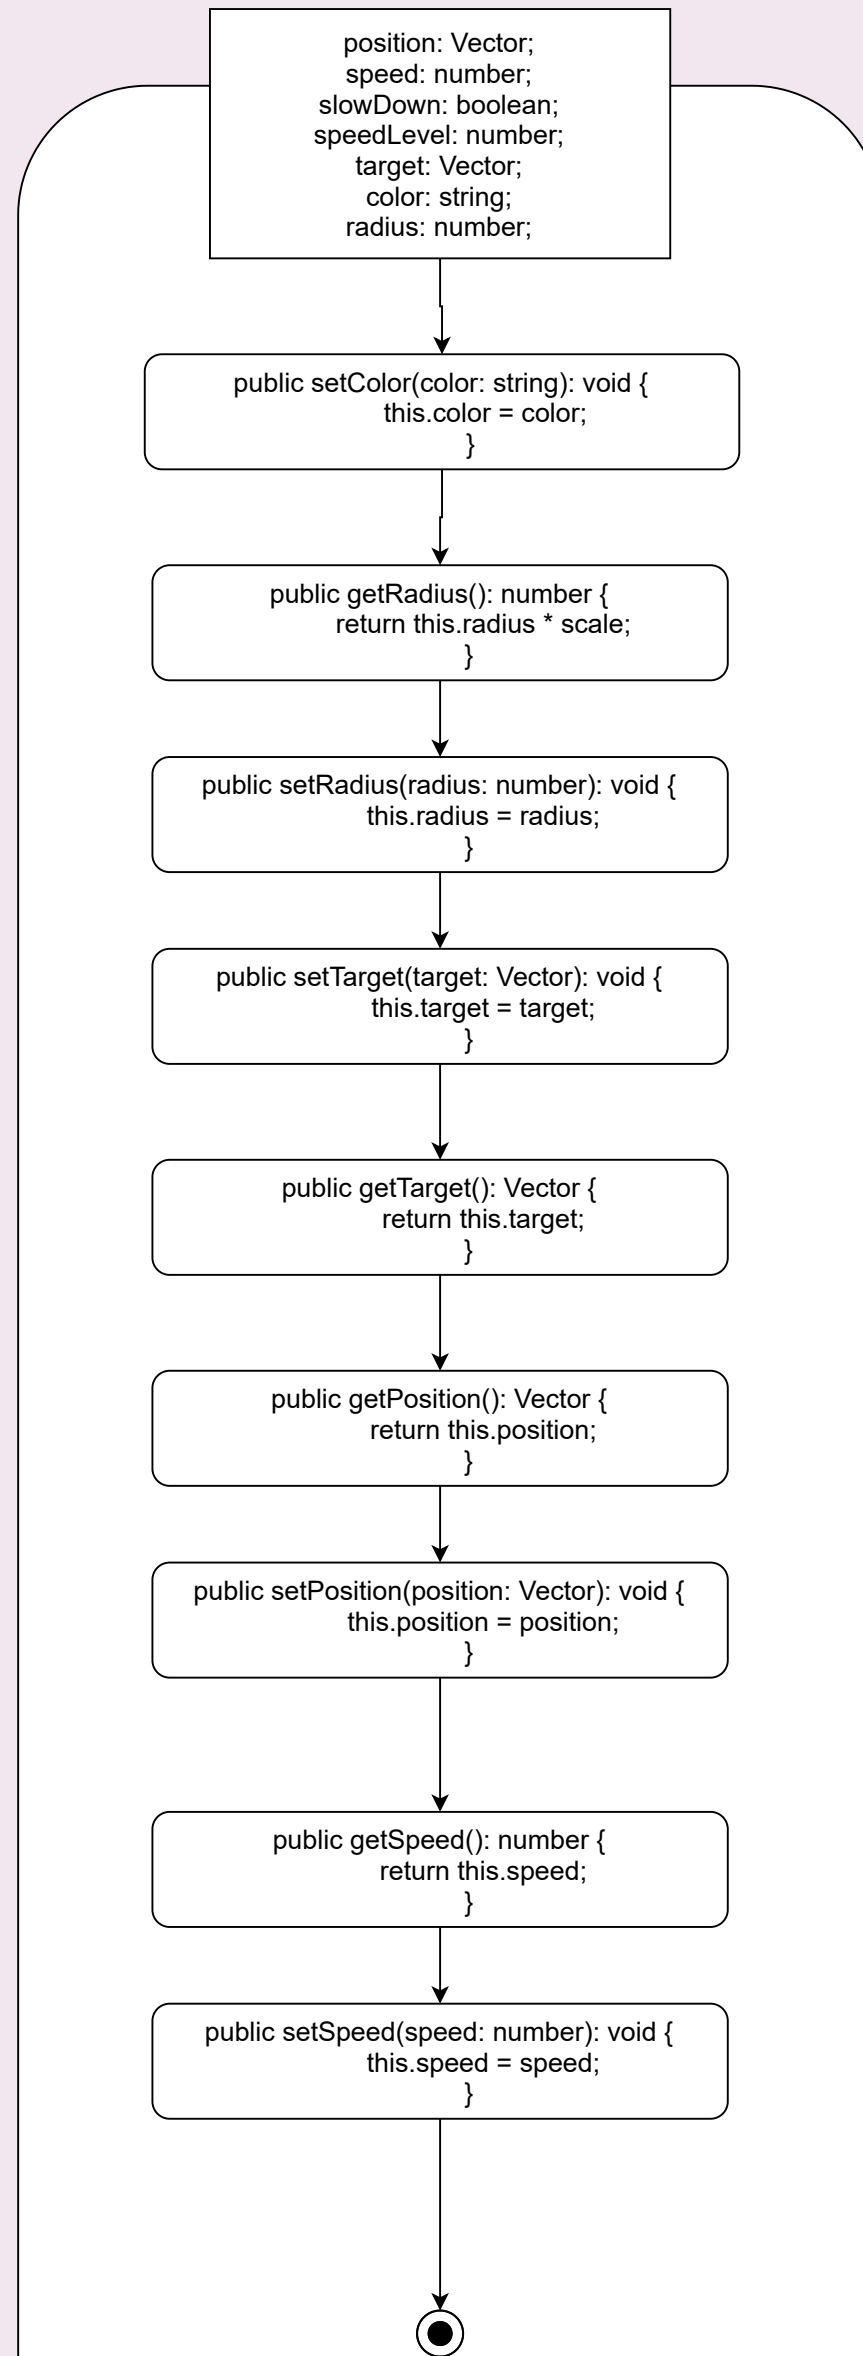 position: Vector;
speed: number;
slowDown: boolean;
speedLevel: number;
target: Vector;
color: string;
radius: number;
public setColor(color: string): void {
this.color = color;
}
public getRadius(): number {
return this.radius * scale;
}
public setRadius(radius: number): void {
this.radius = radius;
}
public setTarget(target: Vector): void {
this.target = target;
}
public getTarget(): Vector {
return this.target;
}
public getPosition(): Vector {
return this.position;
}
public setPosition(position: Vector): void {
this.position = position;
}
public getSpeed(): number {
return this.speed;
}
public setSpeed(speed: number): void {
this.speed = speed;
}